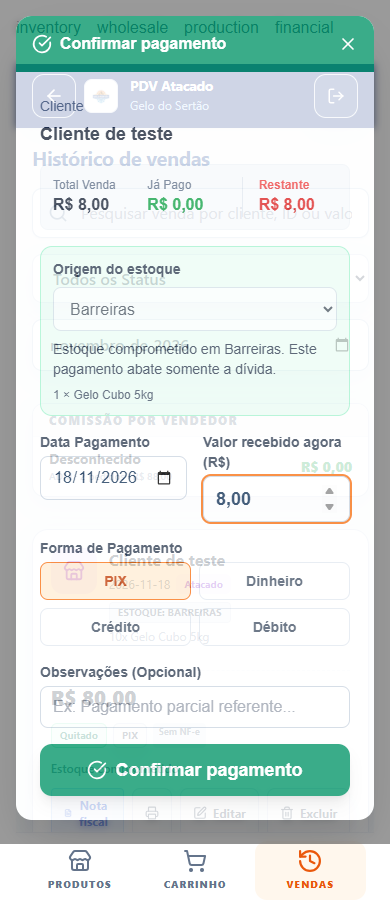 inventory wholesale production financial
Confirmar pagamento
PDV Atacado
Gelo do Sertão
Cliente
Cliente de teste
Histórico de vendas
Total Venda Já Pago Restante
R$ 8,00 R$ 0,00 R$ 8,00
Pesquisar venda por cliente, ID ou valo
Origem do estoque
Todos os Status
Barreiras
novembro de 2026
Estoque comprometido em Barreiras. Este
pagamento abate somente a dívida.
1 × Gelo Cubo 5kg
COMISSÃO POR VENDEDOR
Data Pagamento
Valor recebido agora
(R$)
Desconhecido
R$ 0,00
18/11/2026
8,00
Forma de Pagamento
Cliente de teste
PIX Dinheiro
2026-11-18 Atacado
ESTOQUE: BARREIRAS
Crédito Débito
10x Gelo Cubo 5kg
Observações (Opcional)
R$ 80,00
Ex: Pagamento parcial referente...
Quitado PIX Sem NF-e
Confirmar pagamento
Nota
fiscal
Editar Excluir
PRODUTOS CARRINHO VENDAS